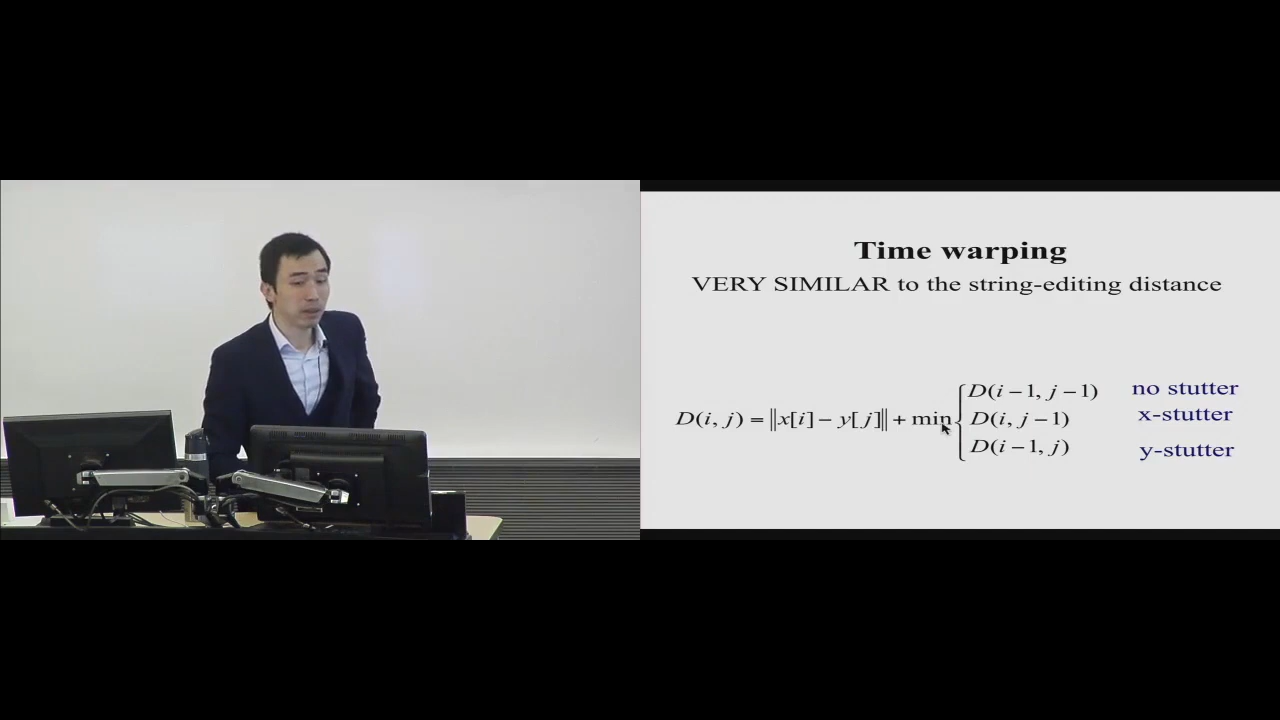 Time warping
VERY SIMILAR to the string-editing distance
D(i − 1, j − 1) no stutter
D(i, j) = ‖x[i] − y[j]‖ + min { D(i, j − 1) x-stutter
D(i − 1, j) y-stutter